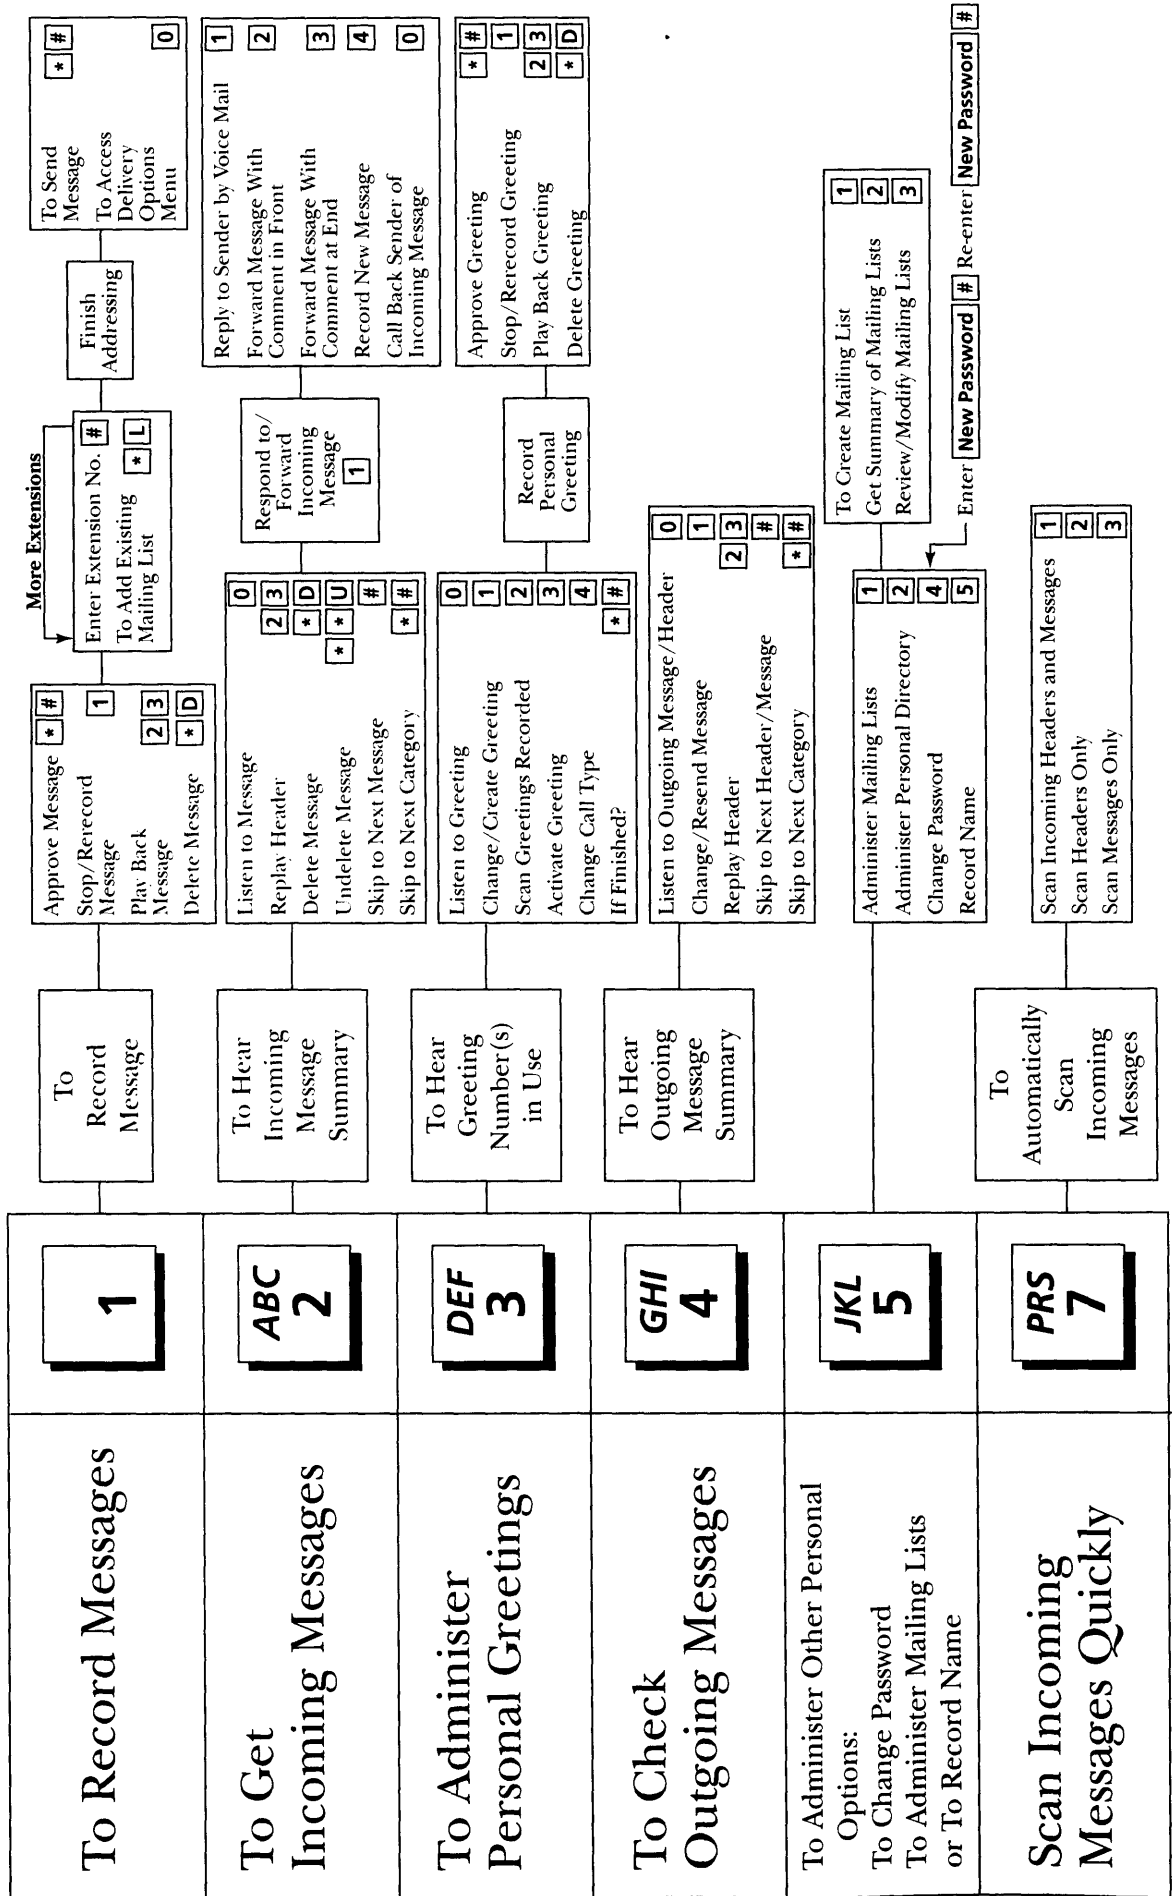 To Record Messages
1
To
Record
Message
Approve Message * #
Stop/Rerecord
Message 1
Play Back
Message 2 3
Delete Message * D
More Extensions
Enter Extension No. #
To Add Existing
Mailing List * L
Finish
Addressing
To Send
Message * #
To Access
Delivery
Options
Menu 0
To Get
Incoming Messages
ABC
2
To Hear
Incoming
Message
Summary
Listen to Message 0
Replay Header 2 3
Delete Message * D
Undelete Message * * U
Skip to Next Message #
Skip to Next Category * #
Respond to/
Forward
Incoming
Message
1
Reply to Sender by Voice Mail 1
Forward Message With
Comment in Front 2
Forward Message With
Comment at End 3
Record New Message 4
Call Back Sender of
Incoming Message 0
To Administer
Personal Greetings
DEF
3
To Hear
Greeting
Number(s)
in Use
Listen to Greeting 0
Change/Create Greeting 1
Scan Greetings Recorded 2
Activate Greeting 3
Change Call Type 4
If Finished? * #
Record
Personal
Greeting
Approve Greeting * #
Stop/Rerecord Greeting 1
Play Back Greeting 2 3
Delete Greeting * D
To Check
Outgoing Messages
GHI
4
To Hear
Outgoing
Message
Summary
Listen to Outgoing Message/Header 0
Change/Resend Message 1
Replay Header 2 3
Skip to Next Header/Message #
Skip to Next Category * #
To Administer Other Personal
Options:
To Change Password
To Administer Mailing Lists
or To Record Name
JKL
5
Administer Mailing Lists 1
Administer Personal Directory 2
Change Password 4
Record Name 5
To Create Mailing List 1
Get Summary of Mailing Lists 2
Review/Modify Mailing Lists 3
Enter New Password # Re-enter New Password #
Scan Incoming
Messages Quickly
PRS
7
To
Automatically
Scan
Incoming
Messages
Scan Incoming Headers and Messages 1
Scan Headers Only 2
Scan Messages Only 3